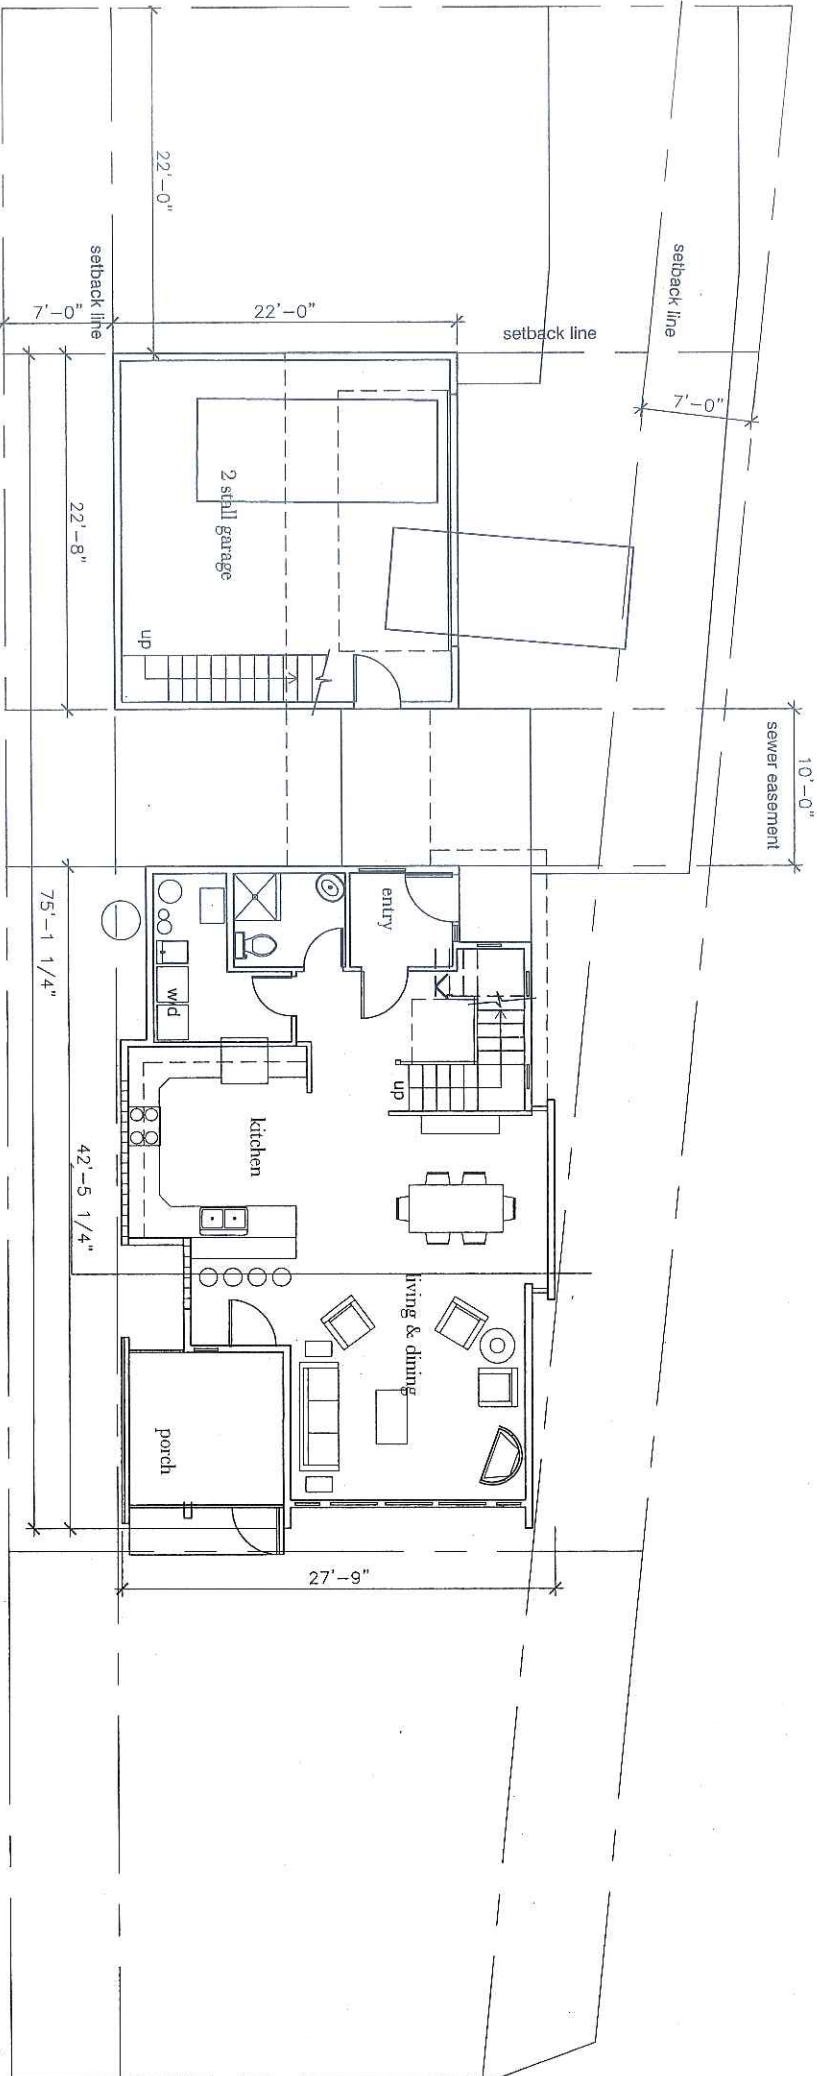 22'-0"
setback line
7'-0"
22'-0"
setback line
setback line
7'-0"
2 stall garage
22'-8"
up
10'-0"
sewer easement
entry
75'-1 1/4"
w/d
up
kitchen
42'-5 1/4"
living & dining
porch
27'-9"